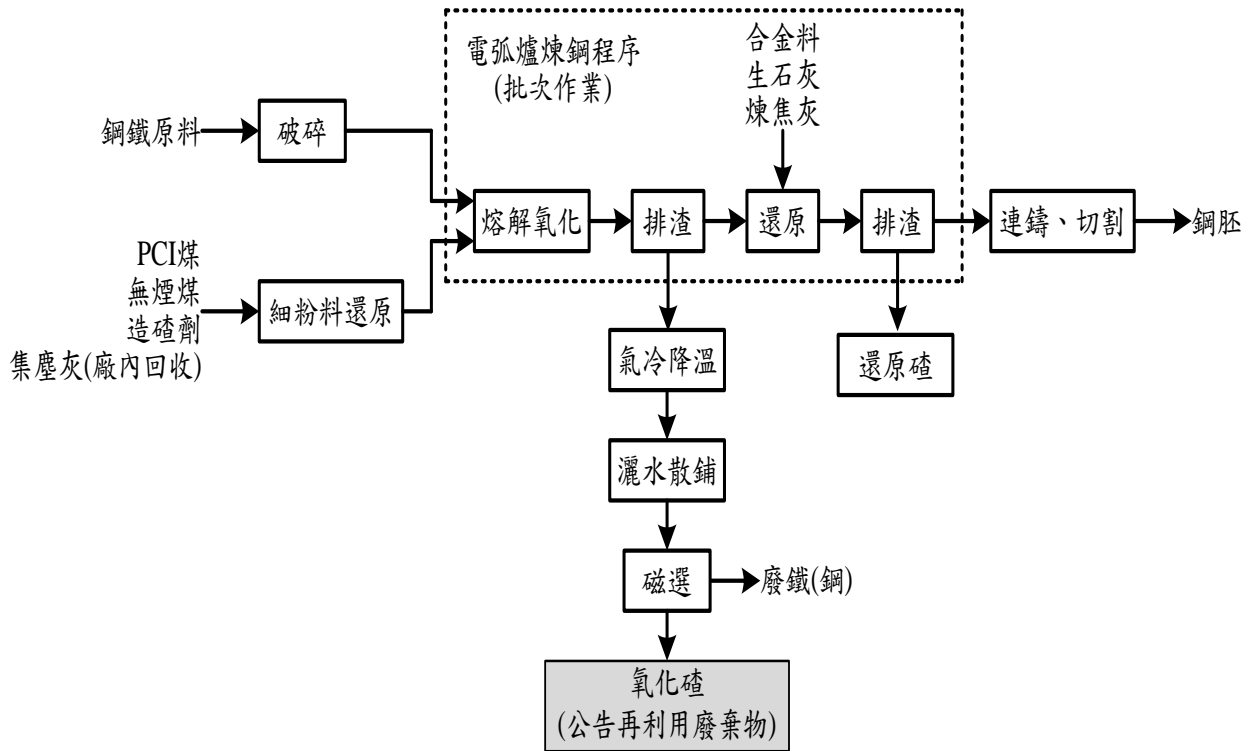 電弧爐煉鋼程序
(批次作業)
合金料
生石灰
煉焦灰
鋼鐵原料
破碎
熔解氧化
排渣
還原
排渣
連鑄、切割
鋼胚
PCI煤
無煙煤
造碴劑
集塵灰(廠內回收)
細粉料還原
氣冷降溫
還原碴
灑水散鋪
磁選
廢鐵(鋼)
氧化碴
(公告再利用廢棄物)